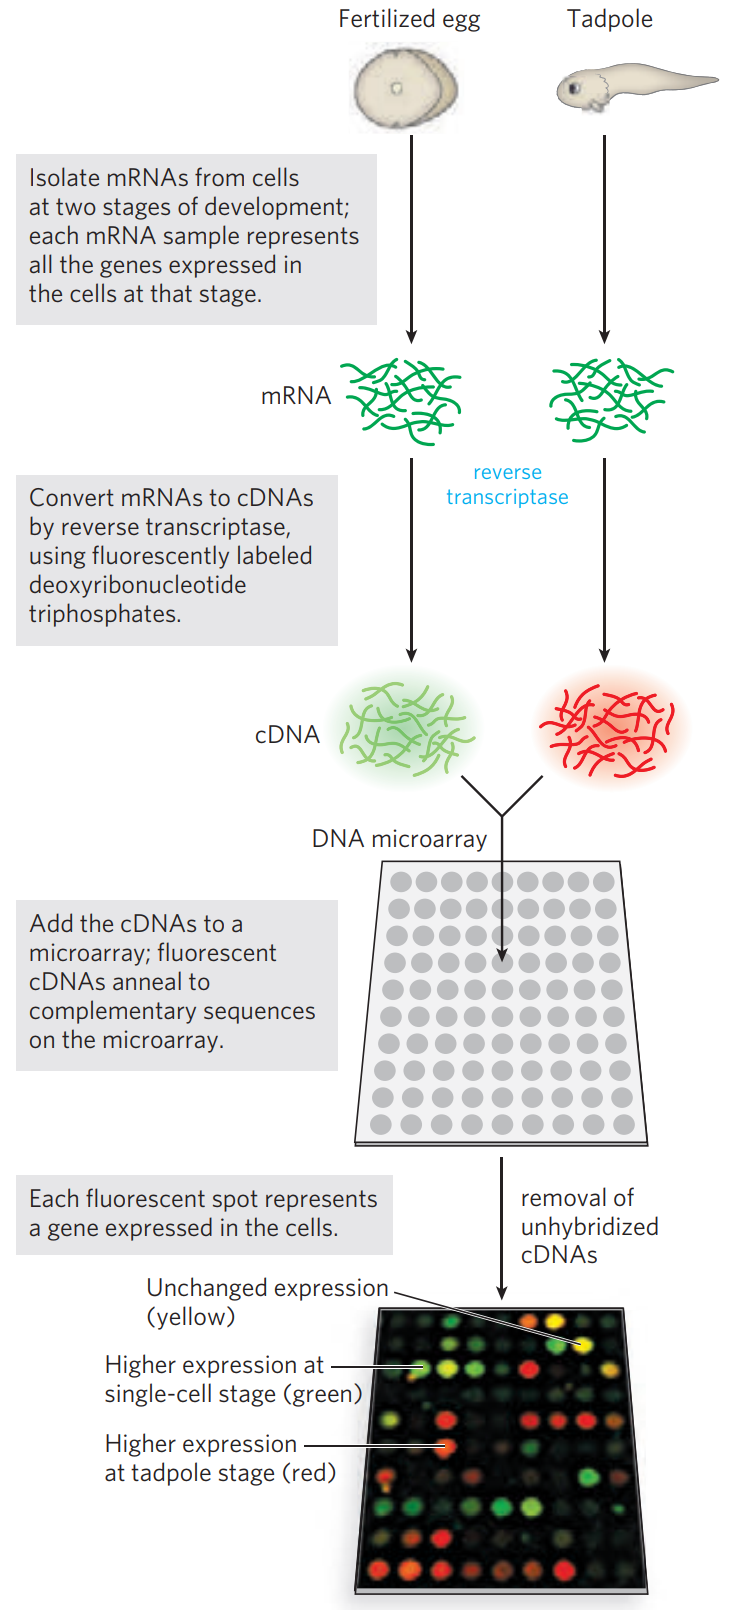 Fertilized egg
Tadpole
Isolate mRNAs from cells
at two stages of development;
each mRNA sample represents
all the genes expressed in
the cells at that stage.
mRNA
reverse
transcriptase
Convert mRNAs to cDNAs
by reverse transcriptase,
using fluorescently labeled
deoxyribonucleotide
triphosphates.
cDNA
DNA microarray
Add the cDNAs to a
microarray; fluorescent
cDNAs anneal to
complementary sequences
on the microarray.
Each fluorescent spot represents
a gene expressed in the cells.
removal of
unhybridized
cDNAs
Unchanged expression
(yellow)
Higher expression at
single-cell stage (green)
Higher expression
at tadpole stage (red)